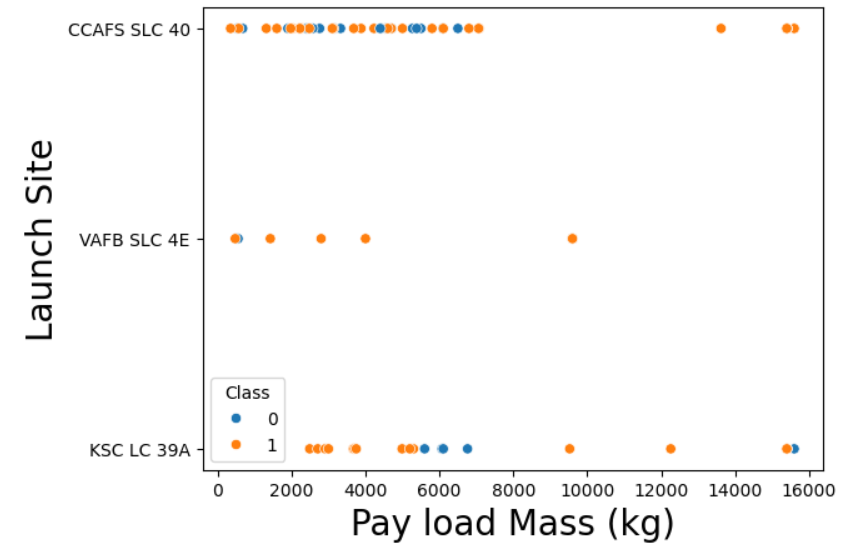 CCAFS SLC 40
VAFB SLC 4E
KSC LC 39A
Launch Site
Class
0
1
0 2000 4000 6000 8000 10000 12000 14000 16000
Pay load Mass (kg)